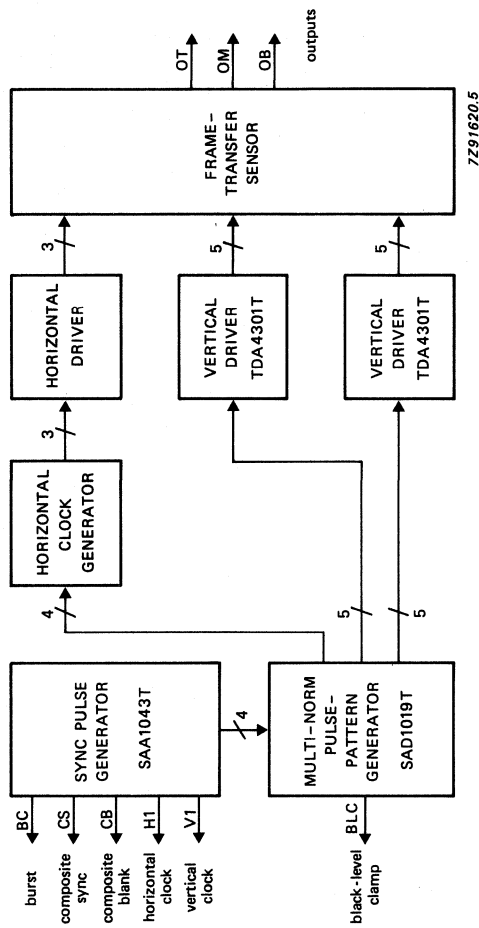 burst
BC
composite
sync
CS
composite
blank
CB
horizontal
clock
H1
vertical
clock
V1
SYNC PULSE
GENERATOR
SAA1043T
4
black-level
clamp
BLC
MULTI-NORM
PULSE-
PATTERN
GENERATOR
SAD1019T
4
5
5
HORIZONTAL
CLOCK
GENERATOR
3
HORIZONTAL
DRIVER
3
VERTICAL
DRIVER
TDA4301T
5
VERTICAL
DRIVER
TDA4301T
5
FRAME-
TRANSFER
SENSOR
OT
OM
OB
outputs
7Z91620.5